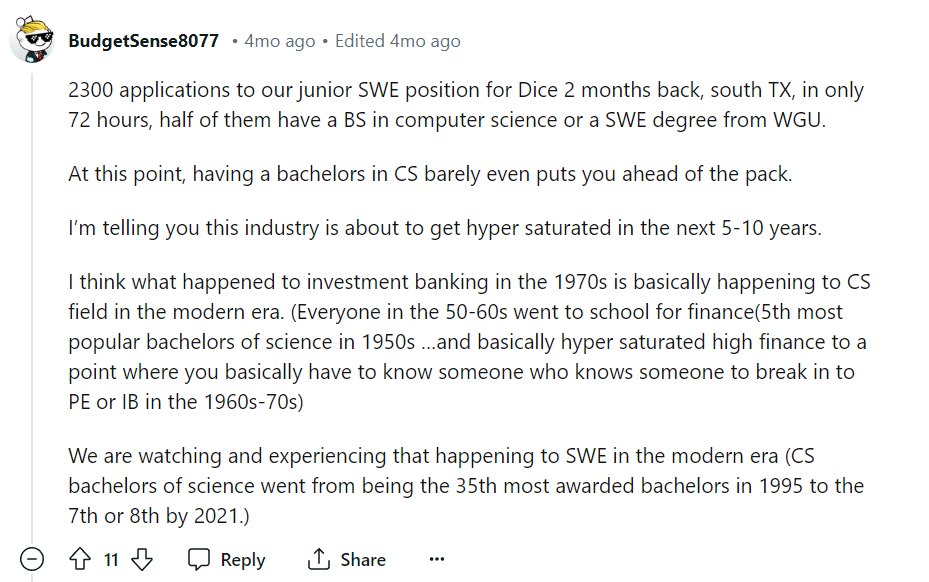 BudgetSense8077 • 4mo ago • Edited 4mo ago
2300 applications to our junior SWE position for Dice 2 months back, south TX, in only
72 hours, half of them have a BS in computer science or a SWE degree from WGU.
At this point, having a bachelors in CS barely even puts you ahead of the pack.
I'm telling you this industry is about to get hyper saturated in the next 5-10 years.
I think what happened to investment banking in the 1970s is basically happening to CS
field in the modern era. (Everyone in the 50-60s went to school for finance(5th most
popular bachelors of science in 1950s ...and basically hyper saturated high finance to a
point where you basically have to know someone who knows someone to break in to
PE or IB in the 1960s-70s)
We are watching and experiencing that happening to SWE in the modern era (CS
bachelors of science went from being the 35th most awarded bachelors in 1995 to the
7th or 8th by 2021.)
11 Reply Share ...